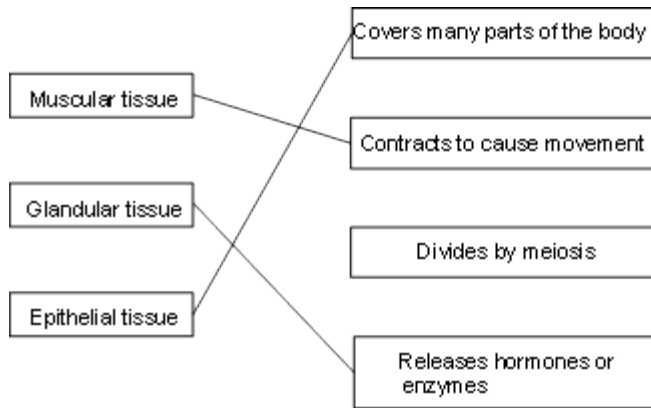 Covers many parts of the body
Muscular tissue
Contracts to cause movement
Glandular tissue
Divides by meiosis
Epithelial tissue
Releases hormones or
enzymes